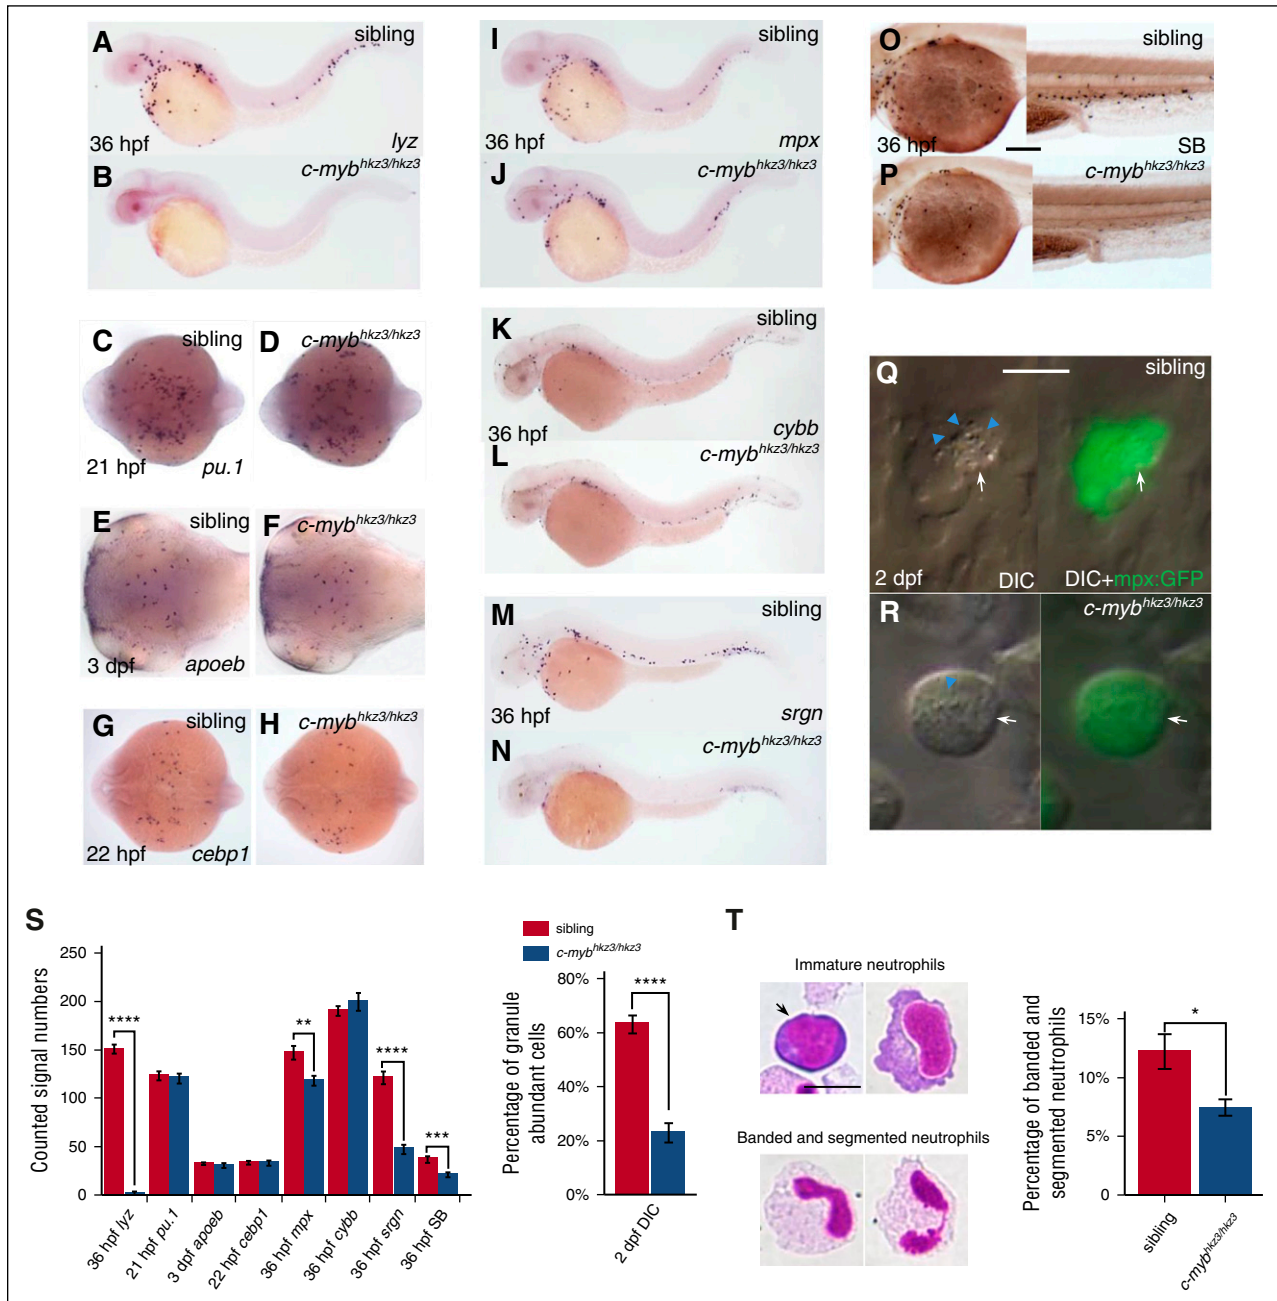 A
sibling
36 hpf
lyz
B
c-myb^hkz3/hkz3
C
sibling
D
c-myb^hkz3/hkz3
21 hpf
pu.1
E
sibling
F
c-myb^hkz3/hkz3
3 dpf
apoeb
G
sibling
H
c-myb^hkz3/hkz3
22 hpf
cebp1
I
sibling
36 hpf
mpx
J
c-myb^hkz3/hkz3
K
sibling
36 hpf
cybb
L
c-myb^hkz3/hkz3
M
sibling
36 hpf
srgn
N
c-myb^hkz3/hkz3
O
sibling
36 hpf
SB
P
c-myb^hkz3/hkz3
Q
sibling
2 dpf
DIC
DIC+mpx:GFP
R
c-myb^hkz3/hkz3
S
Counted signal numbers
250
200
150
100
50
0
****
**
****
***
36 hpf lyz
21 hpf pu.1
3 dpf apoeb
22 hpf cebp1
36 hpf mpx
36 hpf cybb
36 hpf srgn
36 hpf SB
sibling
c-myb^hkz3/hkz3
Percentage of granule
abundant cells
80%
60%
40%
20%
0%
****
2 dpf DIC
T
Immature neutrophils
Banded and segmented neutrophils
Percentage of banded and
segmented neutrophils
15%
10%
5%
0
*
sibling
c-myb^hkz3/hkz3